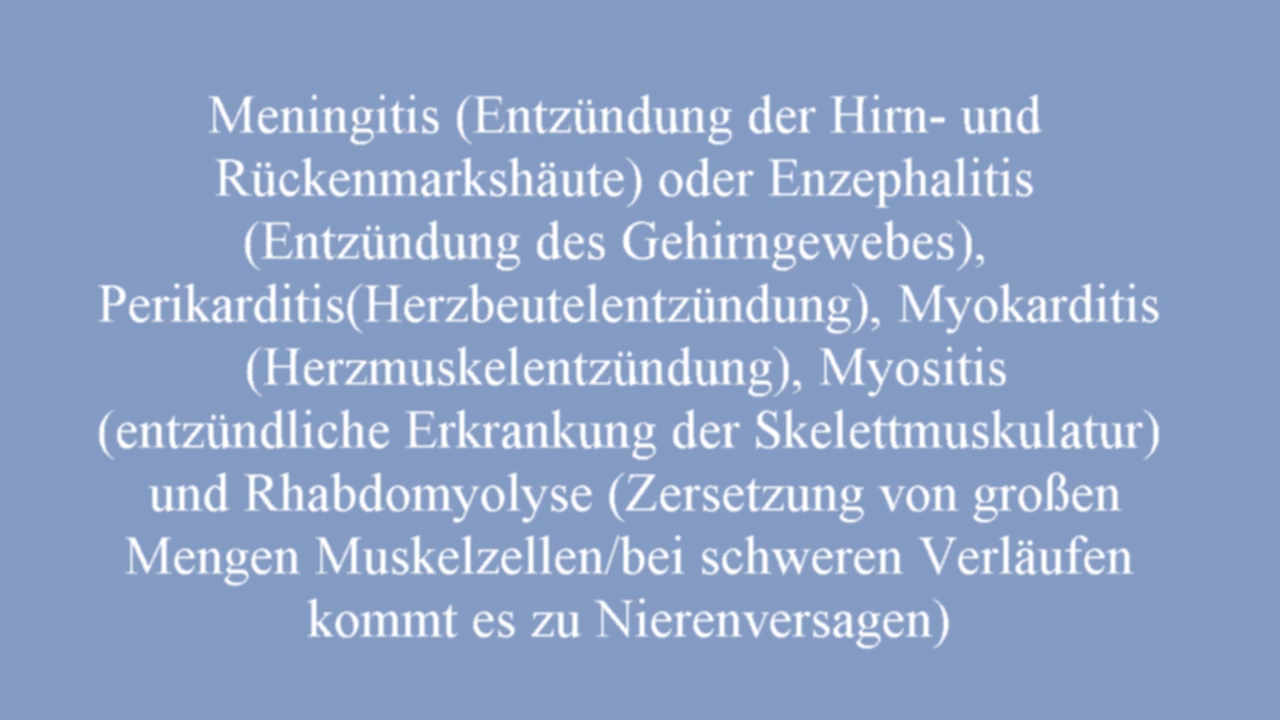 Meningitis (Entzündung der Hirn- und
Rückenmarkshäute) oder Enzephalitis
(Entzündung des Gehirngewebes),
Perikarditis(Herzbeutelentzündung), Myokarditis
(Herzmuskelentzündung), Myositis
(entzündliche Erkrankung der Skelettmuskulatur)
und Rhabdomyolyse (Zersetzung von großen
Mengen Muskelzellen/bei schweren Verläufen
kommt es zu Nierenversagen)